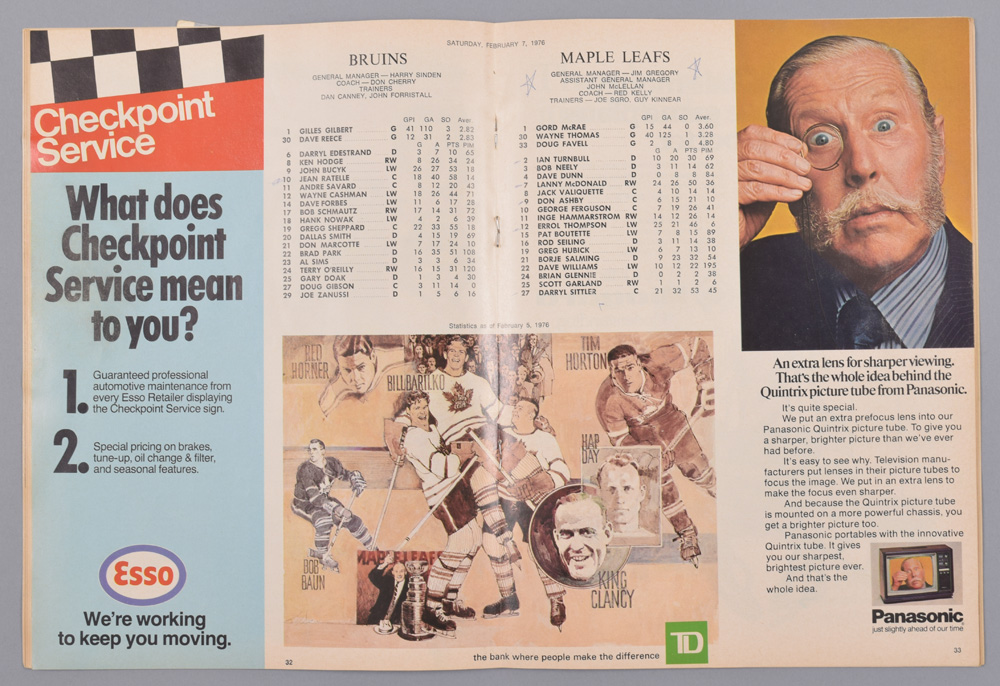 Checkpoint
Service
What does
Checkpoint
Service mean
to you?
1. Guaranteed professional
automotive maintenance from
every Esso Retailer displaying
the Checkpoint Service sign.
2. Special pricing on brakes,
tune-up, oil change & filter,
and seasonal features.
Esso
We're working
to keep you moving.
SATURDAY, FEBRUARY 7, 1976
BRUINS
GENERAL MANAGER — HARRY SINDEN
COACH — DON CHERRY
TRAINERS
DAN CANNEY, JOHN FORRISTALL
GPI GA SO Aver.
1 GILLES GILBERT G 41 110 3 2.82
30 DAVE REECE G 12 31 2 2.83
G A PTS PIM
6 DARRYL EDESTRAND D 3 7 10 65
8 KEN HODGE RW 8 26 34 24
9 JOHN BUCYK LW 26 27 53 18
10 JEAN RATELLE C 18 40 58 14
11 ANDRE SAVARD C 8 12 20 43
12 WAYNE CASHMAN LW 18 26 44 71
14 DAVE FORBES LW 11 6 17 28
17 BOB SCHMAUTZ RW 17 14 31 72
18 HANK NOWAK LW 4 2 6 39
19 GREGG SHEPPARD C 22 33 55 18
20 DALLAS SMITH D 4 15 19 69
21 DON MARCOTTE LW 7 17 24 10
22 BRAD PARK D 16 35 51 108
23 AL SIMS D 3 3 6 34
24 TERRY O'REILLY RW 16 15 31 120
25 GARY DOAK D 1 3 4 30
27 DOUG GIBSON C 3 11 14 0
29 JOE ZANUSSI D 1 5 6 16
MAPLE LEAFS
GENERAL MANAGER — JIM GREGORY
ASSISTANT GENERAL MANAGER
JOHN McLELLAN
COACH — RED KELLY
TRAINERS — JOE SGRO, GUY KINNEAR
GPI GA SO Aver.
1 GORD McRAE G 15 44 0 3.60
30 WAYNE THOMAS G 40 125 1 3.28
33 DOUG FAVELL G 2 8 0 4.80
G A PTS PIM
2 IAN TURNBULL D 10 20 30 69
3 BOB NEELY D 3 11 14 62
4 DAVE DUNN D 0 8 8 84
7 LANNY McDONALD RW 24 26 50 36
8 JACK VALIQUETTE C 4 10 14 14
9 DON ASHBY C 6 15 21 10
10 GEORGE FERGUSON C 7 19 26 41
11 INGE HAMMARSTROM RW 14 12 26 14
12 ERROL THOMPSON LW 25 21 46 6
15 PAT BOUTETTE LW 7 8 15 89
16 ROD SEILING D 3 11 14 38
19 GREG HUBICK LW 6 7 13 10
21 BORJE SALMING D 9 23 32 54
22 DAVE WILLIAMS LW 10 12 22 195
24 BRIAN GLENNIE D 0 2 2 38
25 SCOTT GARLAND RW 1 1 2 6
27 DARRYL SITTLER C 21 32 53 45
Statistics as of February 5, 1976
RED
HORNER
BILL BARILKO
TIM
HORTON
HAP
DAY
BOB
BAUN
MAPLE LEAFS
KING
CLANCY
the bank where people make the difference
TD
32
An extra lens for sharper viewing.
That's the whole idea behind the
Quintrix picture tube from Panasonic.
It's quite special.
We put an extra prefocus lens into our
Panasonic Quintrix picture tube. To give you
a sharper, brighter picture than we've ever
had before.
It's easy to see why. Television manu-
facturers put lenses in their picture tubes to
focus the image. We put in an extra lens to
make the focus even sharper.
And because the Quintrix picture tube
is mounted on a more powerful chassis, you
get a brighter picture too.
Panasonic portables with the innovative
Quintrix tube. It gives
you our sharpest,
brightest picture ever.
And that's the
whole idea.
Panasonic
just slightly ahead of our time
33